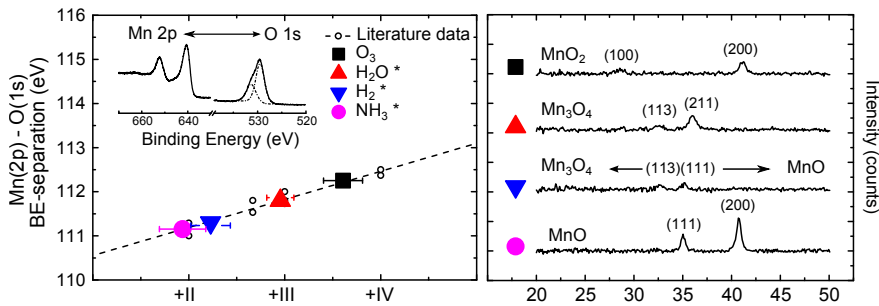 Mn(2p) - O(1s)
BE-separation (eV)
116
115
114
113
112
111
110
+II
+III
+IV
Mn 2p
O 1s
660
640
530
520
Binding Energy (eV)
Literature data
O3
H2O *
H2 *
NH3 *
MnO2
(100)
(200)
Mn3O4
(113)
(211)
Mn3O4
(113)(111)
MnO
MnO
(111)
(200)
20
25
30
35
40
45
50
Intensity (counts)